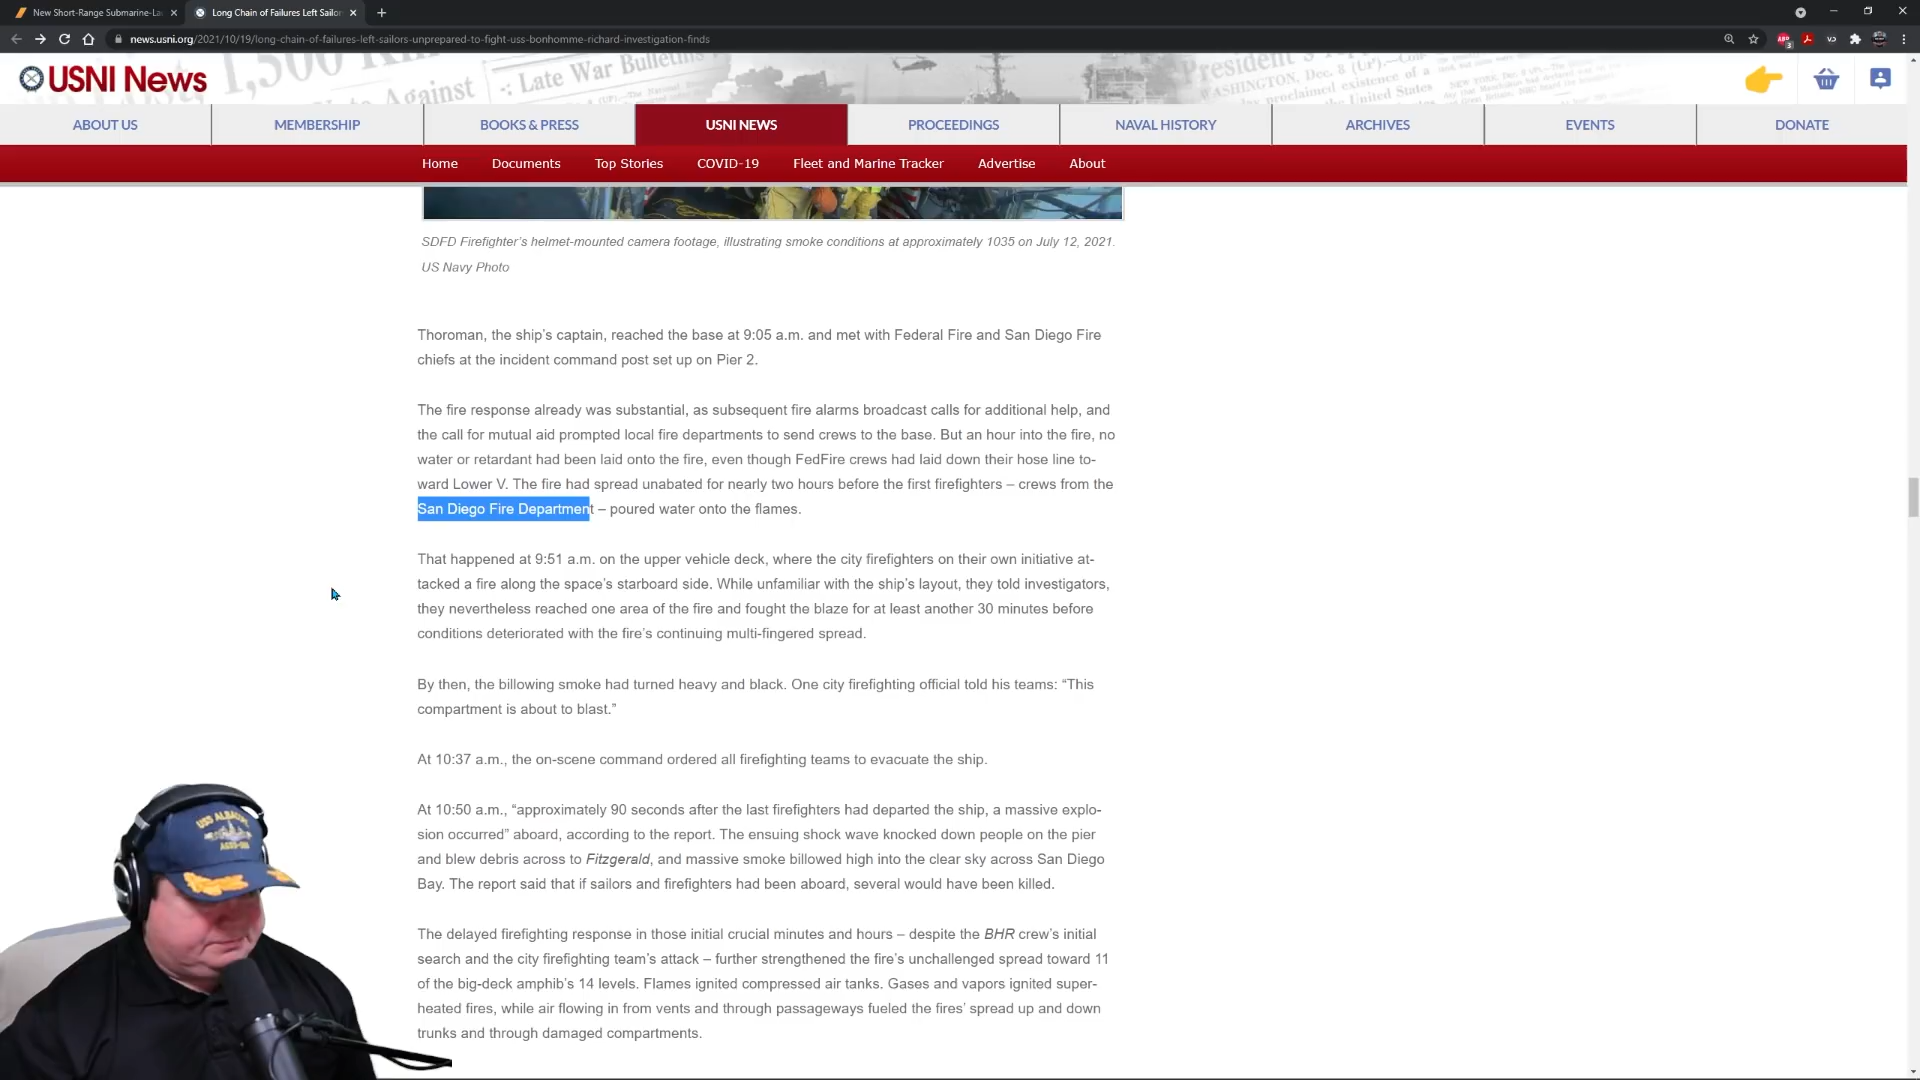 New Short-Range Submarine-La
Long Chain of Failures Left Sailor
news.usni.org/2021/10/19/long-chain-of-failures-left-sailors-unprepared-to-fight-uss-bonhomme-richard-investigation-finds
USNI News
Late War Bulletins
ABOUT US
MEMBERSHIP
BOOKS & PRESS
USNI NEWS
PROCEEDINGS
NAVAL HISTORY
ARCHIVES
EVENTS
DONATE
Home
Documents
Top Stories
COVID-19
Fleet and Marine Tracker
Advertise
About
SDFD Firefighter’s helmet-mounted camera footage, illustrating smoke conditions at approximately 1035 on July 12, 2021.
US Navy Photo
Thoroman, the ship’s captain, reached the base at 9:05 a.m. and met with Federal Fire and San Diego Fire
chiefs at the incident command post set up on Pier 2.
The fire response already was substantial, as subsequent fire alarms broadcast calls for additional help, and
the call for mutual aid prompted local fire departments to send crews to the base. But an hour into the fire, no
water or retardant had been laid onto the fire, even though FedFire crews had laid down their hose line to-
ward Lower V. The fire had spread unabated for nearly two hours before the first firefighters – crews from the
San Diego Fire Department – poured water onto the flames.
That happened at 9:51 a.m. on the upper vehicle deck, where the city firefighters on their own initiative at-
tacked a fire along the space’s starboard side. While unfamiliar with the ship’s layout, they told investigators,
they nevertheless reached one area of the fire and fought the blaze for at least another 30 minutes before
conditions deteriorated with the fire’s continuing multi-fingered spread.
By then, the billowing smoke had turned heavy and black. One city firefighting official told his teams: “This
compartment is about to blast.”
At 10:37 a.m., the on-scene command ordered all firefighting teams to evacuate the ship.
At 10:50 a.m., “approximately 90 seconds after the last firefighters had departed the ship, a massive explo-
sion occurred” aboard, according to the report. The ensuing shock wave knocked down people on the pier
and blew debris across to Fitzgerald, and massive smoke billowed high into the clear sky across San Diego
Bay. The report said that if sailors and firefighters had been aboard, several would have been killed.
The delayed firefighting response in those initial crucial minutes and hours – despite the BHR crew’s initial
search and the city firefighting team’s attack – further strengthened the fire’s unchallenged spread toward 11
of the big-deck amphib’s 14 levels. Flames ignited compressed air tanks. Gases and vapors ignited super-
heated fires, while air flowing in from vents and through passageways fueled the fires’ spread up and down
trunks and through damaged compartments.
USS ALBACORE